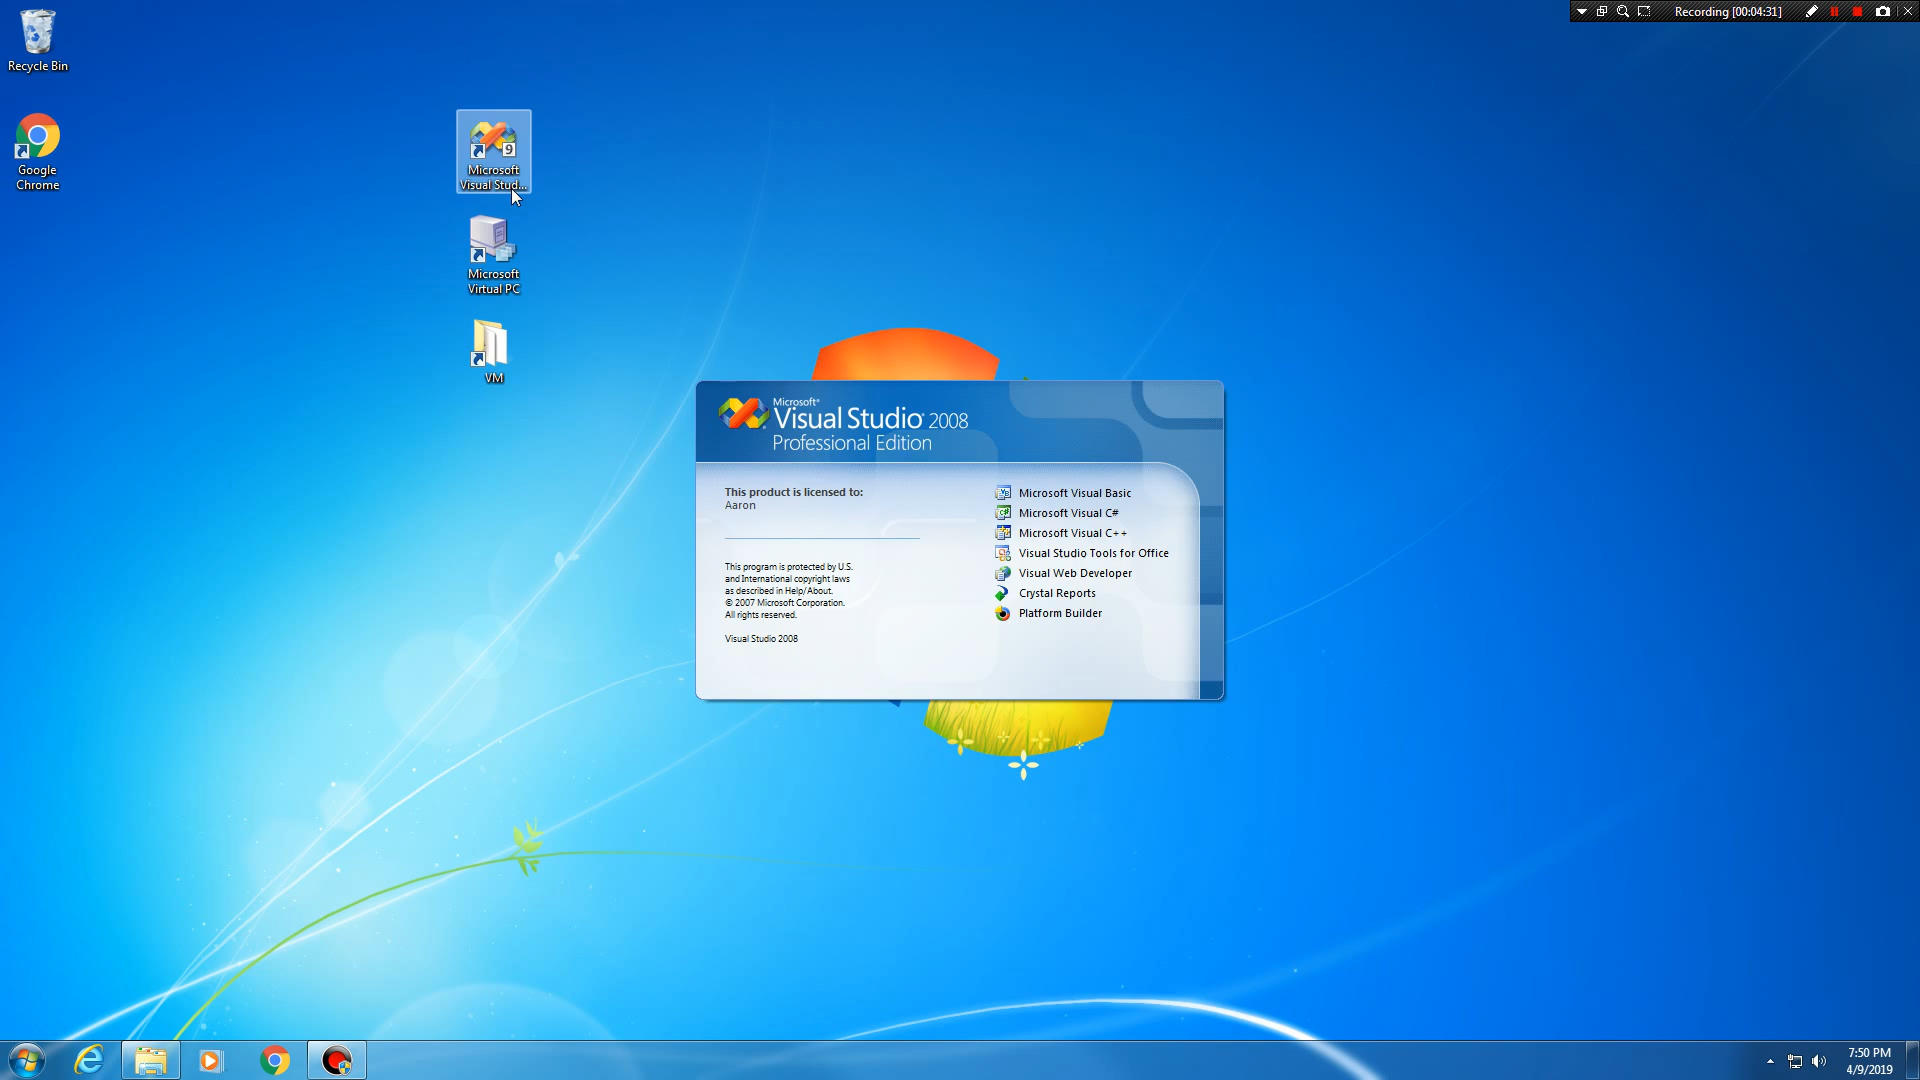 Recycle Bin
Google
Chrome
Microsoft
Visual Stud...
9
Microsoft
Virtual PC
VM
Recording [00:04:31]
Microsoft®
Visual Studio® 2008
Professional Edition
This product is licensed to:
Aaron
This program is protected by U.S.
and International copyright laws
as described in Help/About.
© 2007 Microsoft Corporation.
All rights reserved.
Visual Studio 2008
Microsoft Visual Basic
Microsoft Visual C#
Microsoft Visual C++
Visual Studio Tools for Office
Visual Web Developer
Crystal Reports
Platform Builder
7:50 PM
4/9/2019